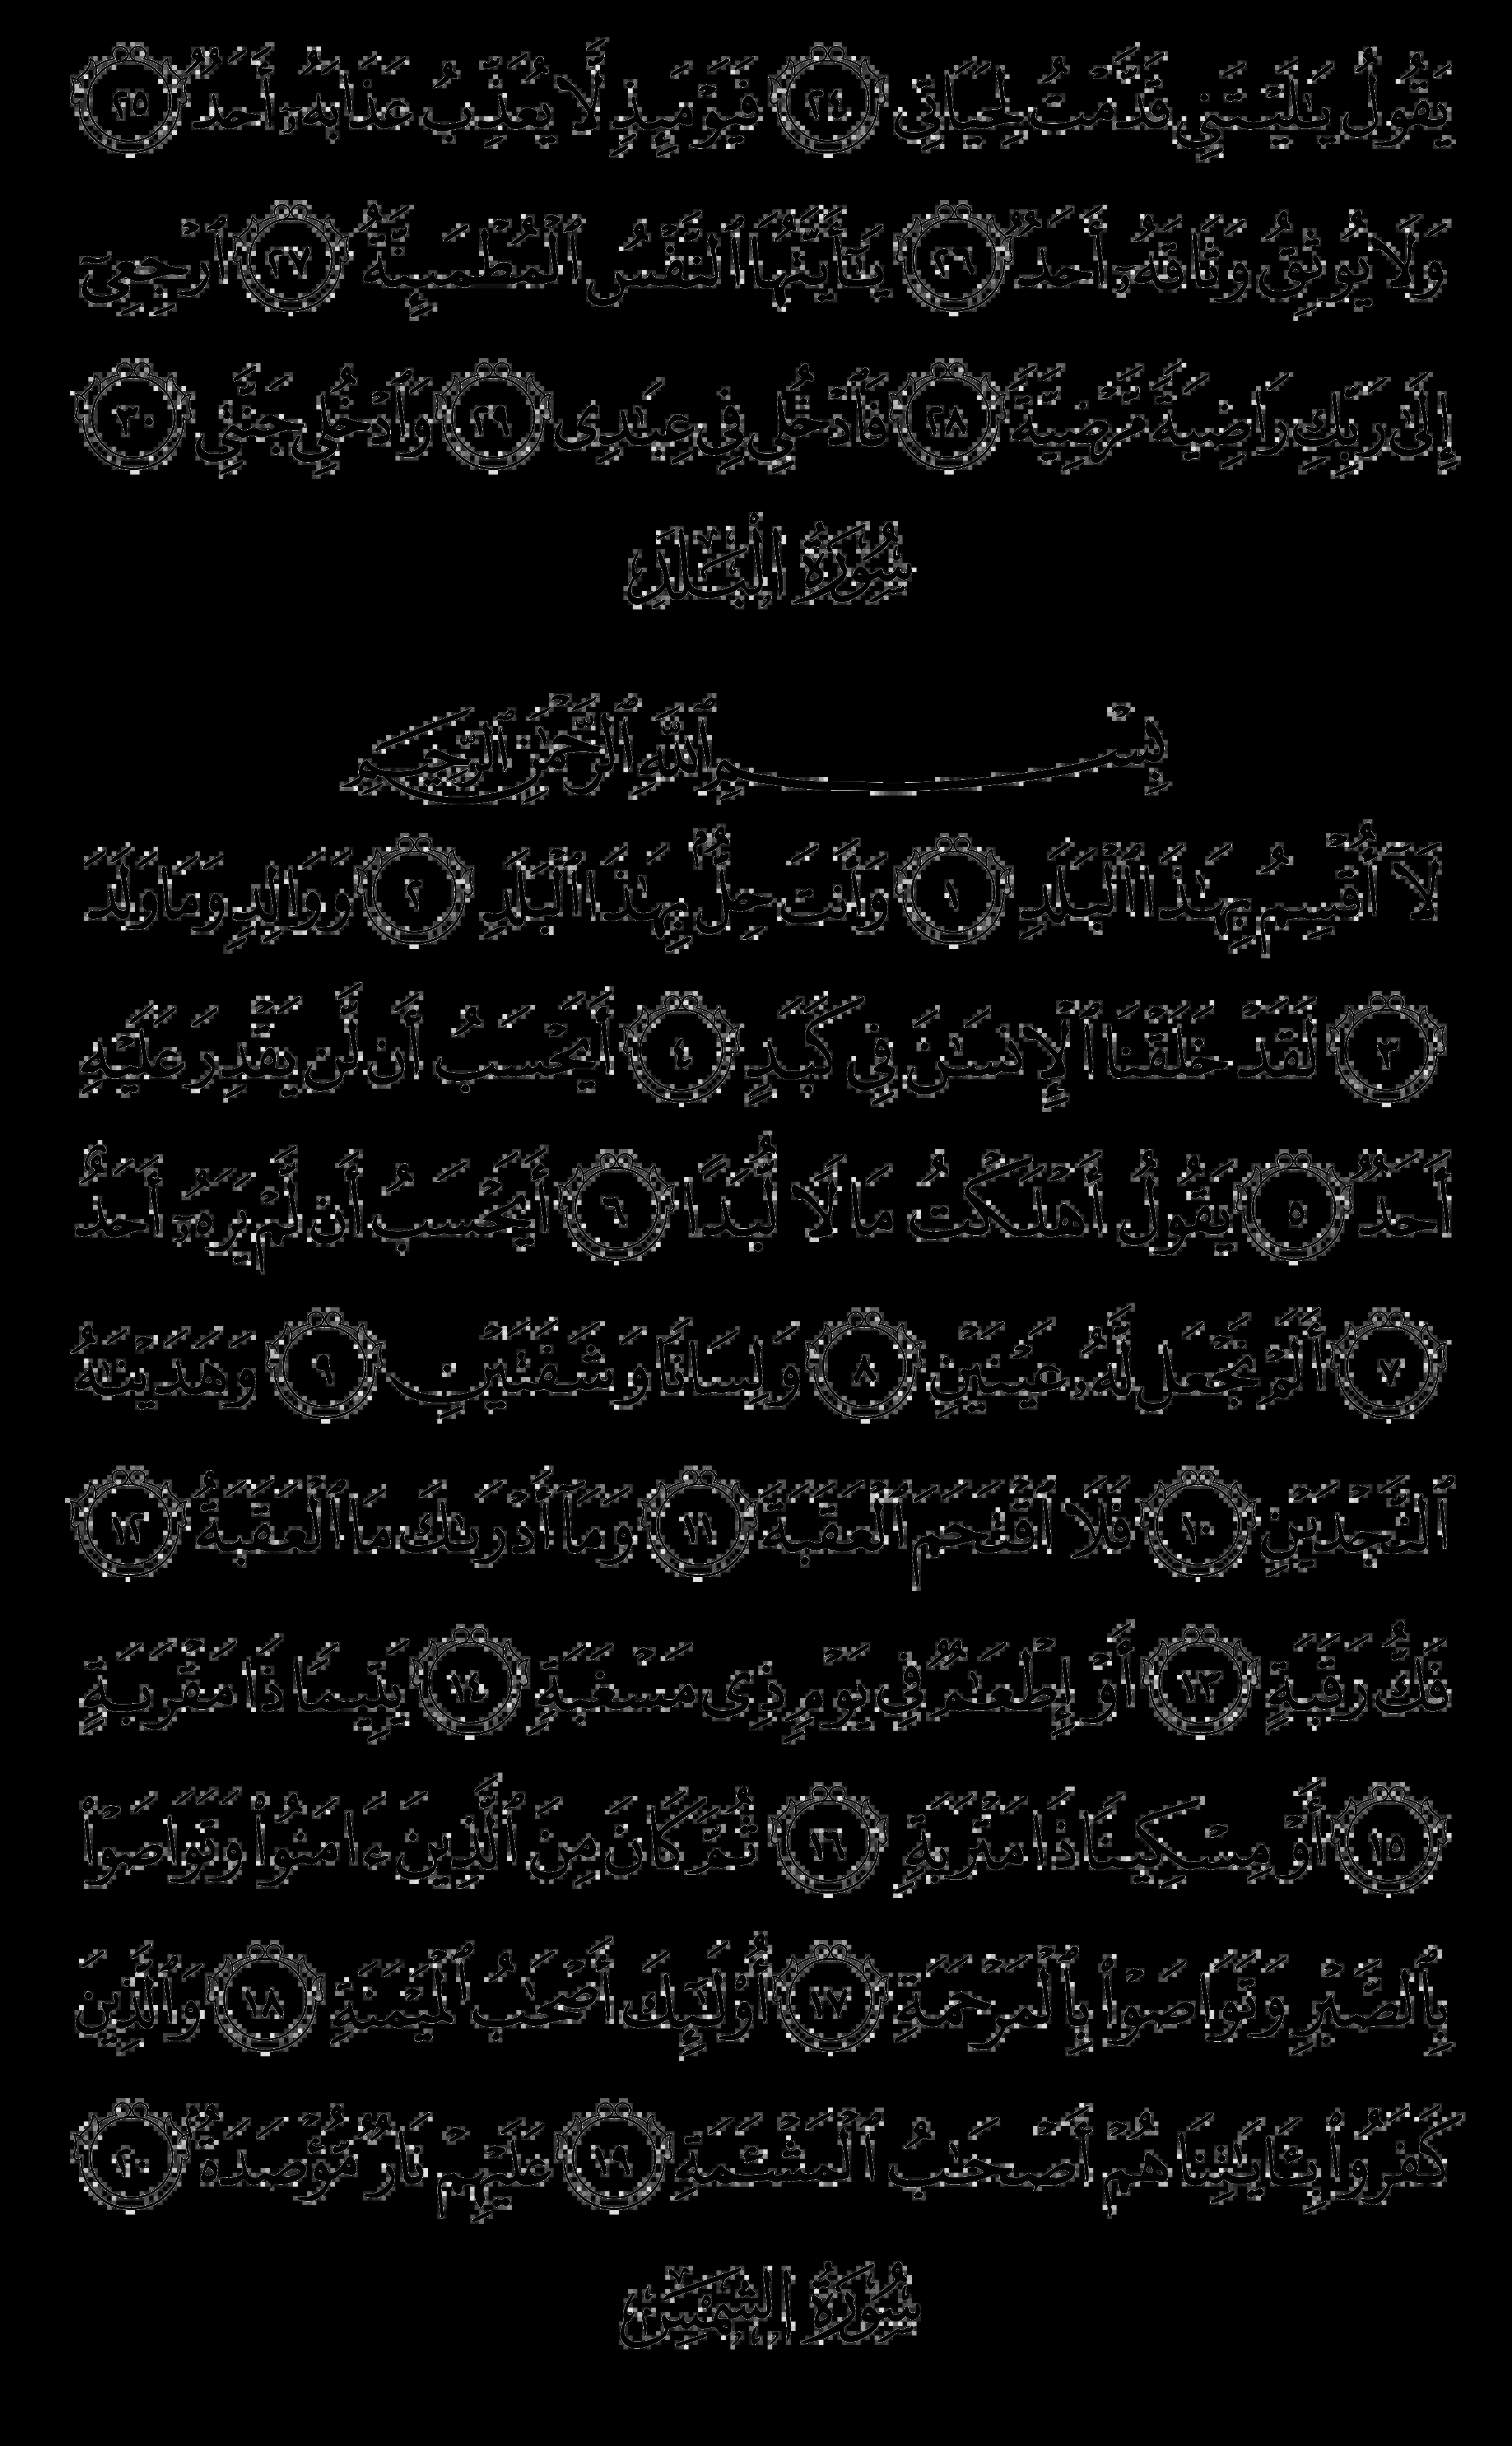 يَقُولُ يَـٰلَيْتَنِى قَدَّمْتُ لِحَيَاتِى ٢٤ فَيَوْمَئِذٍ لَّا يُعَذِّبُ عَذَابَهُۥٓ أَحَدٌ ٢٥
وَلَا يُوثِقُ وَثَاقَهُۥٓ أَحَدٌ ٢٦ يَـٰٓأَيَّتُهَا ٱلنَّفْسُ ٱلْمُطْمَئِنَّةُ ٢٧ ٱرْجِعِىٓ
إِلَىٰ رَبِّكِ رَاضِيَةً مَّرْضِيَّةً ٢٨ فَٱدْخُلِى فِى عِبَـٰدِى ٢٩ وَٱدْخُلِى جَنَّتِى ٣٠
سُورَةُ الْبَلَدِ
بِسْمِ ٱللَّهِ ٱلرَّحْمَـٰنِ ٱلرَّحِيمِ
لَآ أُقْسِمُ بِهَـٰذَا ٱلْبَلَدِ ١ وَأَنتَ حِلٌّۢ بِهَـٰذَا ٱلْبَلَدِ ٢ وَوَالِدٍ وَمَا وَلَدَ
٣ لَقَدْ خَلَقْنَا ٱلْإِنسَـٰنَ فِى كَبَدٍ ٤ أَيَحْسَبُ أَن لَّن يَقْدِرَ عَلَيْهِ
أَحَدٌ ٥ يَقُولُ أَهْلَكْتُ مَالًا لُّبَدًا ٦ أَيَحْسَبُ أَن لَّمْ يَرَهُۥٓ أَحَدٌ
٧ أَلَمْ نَجْعَل لَّهُۥ عَيْنَيْنِ ٨ وَلِسَانًا وَشَفَتَيْنِ ٩ وَهَدَيْنَـٰهُ
ٱلنَّجْدَيْنِ ١٠ فَلَا ٱقْتَحَمَ ٱلْعَقَبَةَ ١١ وَمَآ أَدْرَىٰكَ مَا ٱلْعَقَبَةُ ١٢
فَكُّ رَقَبَةٍ ١٣ أَوْ إِطْعَـٰمٌ فِى يَوْمٍ ذِى مَسْغَبَةٍ ١٤ يَتِيمًا ذَا مَقْرَبَةٍ
١٥ أَوْ مِسْكِينًا ذَا مَتْرَبَةٍ ١٦ ثُمَّ كَانَ مِنَ ٱلَّذِينَ ءَامَنُوا۟ وَتَوَاصَوْا۟
بِٱلصَّبْرِ وَتَوَاصَوْا۟ بِٱلْمَرْحَمَةِ ١٧ أُو۟لَـٰٓئِكَ أَصْحَـٰبُ ٱلْمَيْمَنَةِ ١٨ وَٱلَّذِينَ
كَفَرُوا۟ بِـَٔايَـٰتِنَا هُمْ أَصْحَـٰبُ ٱلْمَشْـَٔمَةِ ١٩ عَلَيْهِمْ نَارٌ مُّؤْصَدَةٌۢ ٢٠
سُورَةُ الشَّمْسِ